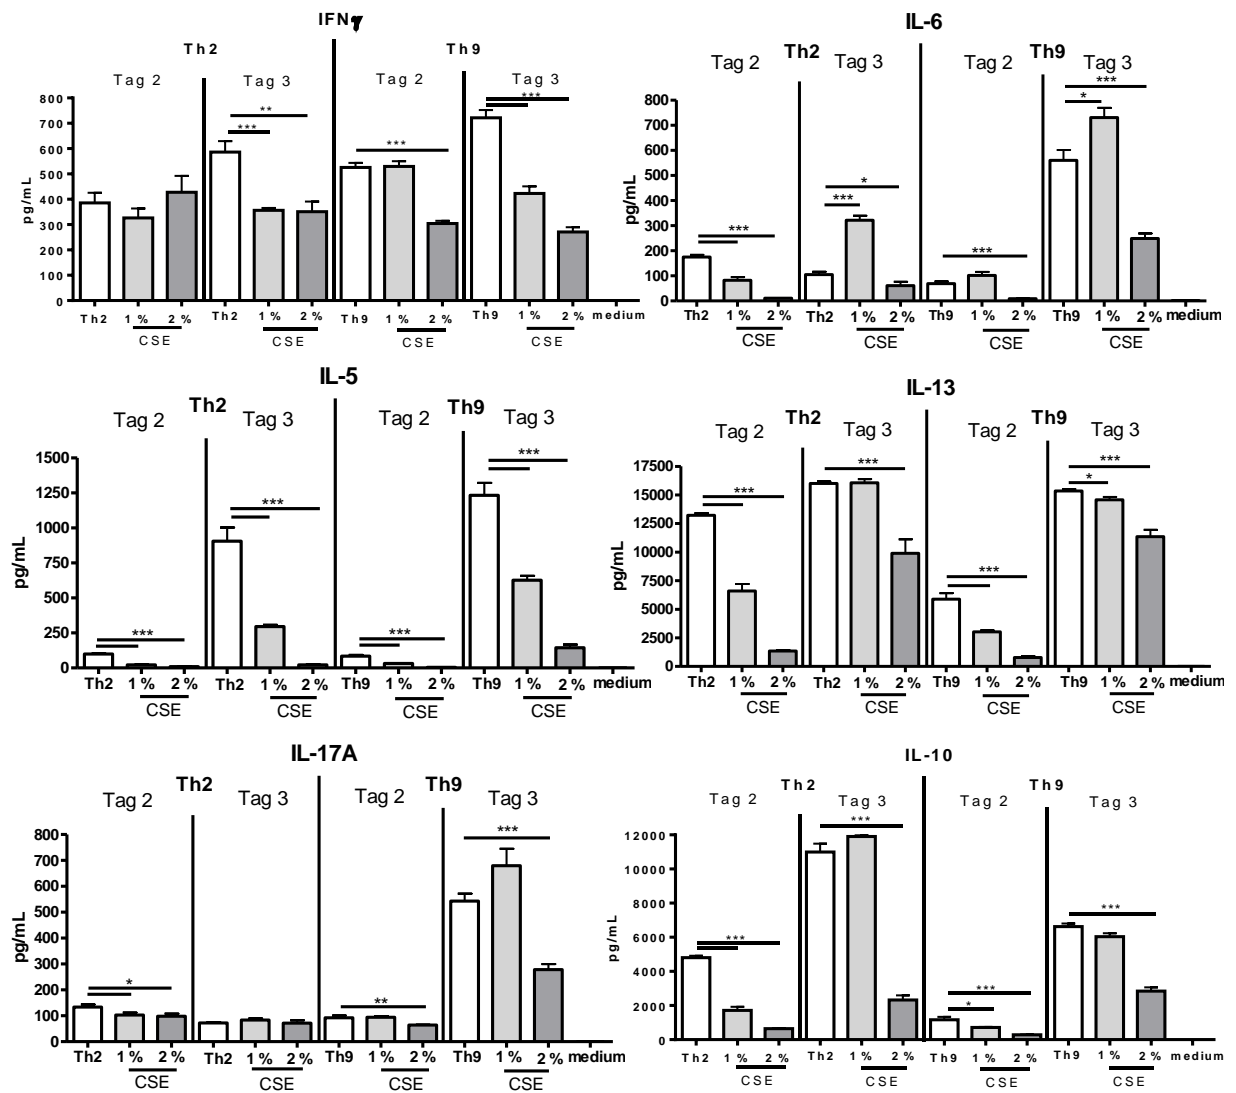 IFNγ
Th2 Th9
Tag 2 Tag 3 Tag 2 Tag 3
pg/mL
800
700
600
500
400
300
200
100
0
*** ** *** ***
Th2 1 % 2 % Th2 1 % 2 % Th9 1 % 2 % Th9 1 % 2 % medium
CSE CSE CSE CSE
IL-6
Th2 Th9
Tag 2 Tag 3 Tag 2 Tag 3
pg/mL
800
700
600
500
400
300
200
100
0
*** *** * *** * ***
Th2 1 % 2 % Th2 1 % 2 % Th9 1 % 2 % Th9 1 % 2 % medium
CSE CSE CSE CSE
IL-5
Th2 Th9
Tag 2 Tag 3 Tag 2 Tag 3
pg/mL
1500
1250
1000
750
500
250
0
*** *** *** ***
Th2 1 % 2 % Th2 1 % 2 % Th9 1 % 2 % Th9 1 % 2 % medium
CSE CSE CSE CSE
IL-13
Th2 Th9
Tag 2 Tag 3 Tag 2 Tag 3
pg/mL
17500
15000
12500
10000
7500
5000
2500
0
*** *** *** * ***
Th2 1 % 2 % Th2 1 % 2 % Th9 1 % 2 % Th9 1 % 2 % medium
CSE CSE CSE CSE
IL-17A
Th2 Th9
Tag 2 Tag 3 Tag 2 Tag 3
pg/mL
800
700
600
500
400
300
200
100
0
* ** ***
Th2 1 % 2 % Th2 1 % 2 % Th9 1 % 2 % Th9 1 % 2 % medium
CSE CSE CSE CSE
IL-10
Th2 Th9
Tag 2 Tag 3 Tag 2 Tag 3
pg/mL
12000
10000
8000
6000
4000
2000
0
*** *** * *** ***
Th2 1 % 2 % Th2 1 % 2 % Th9 1 % 2 % Th9 1 % 2 % medium
CSE CSE CSE CSE